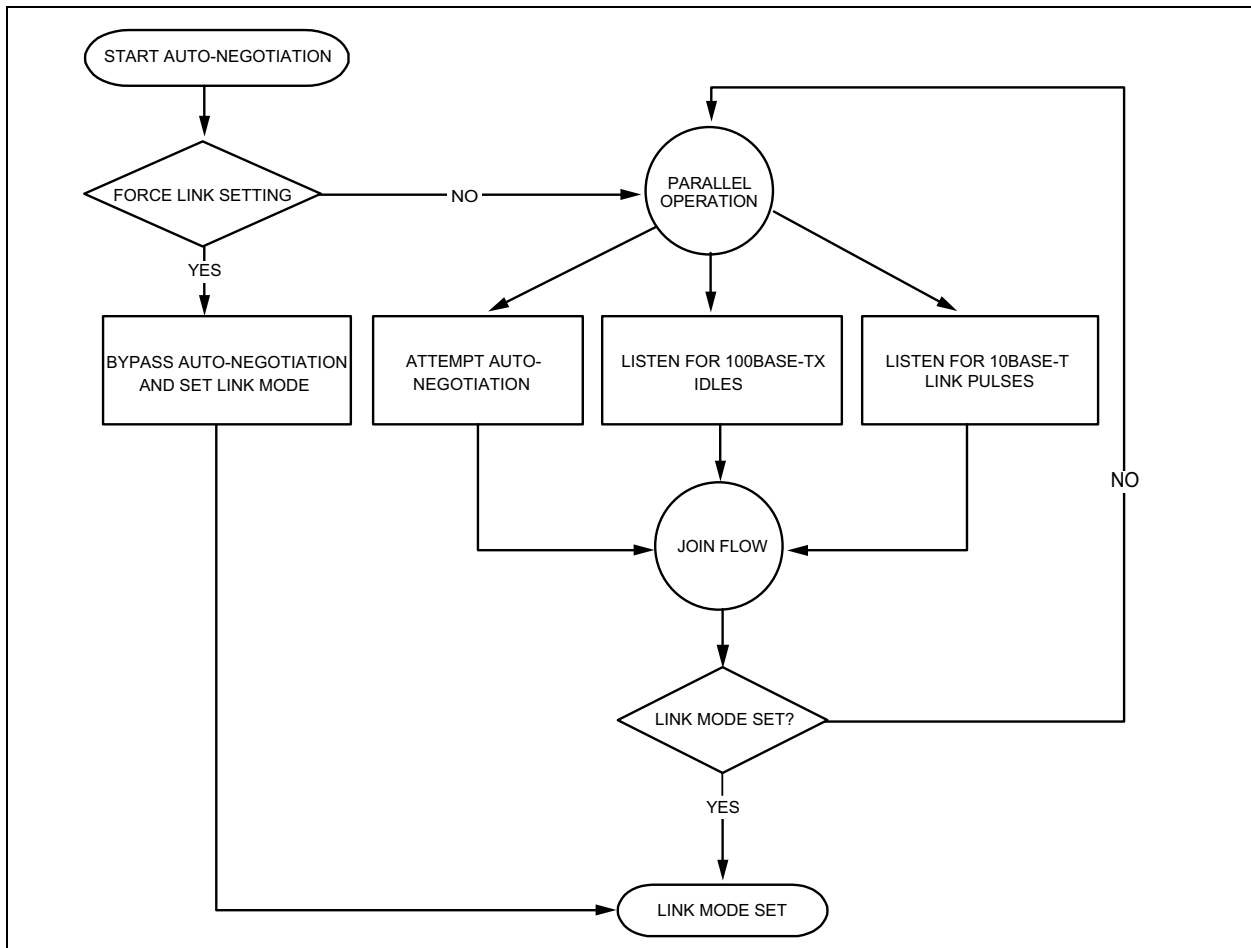 START AUTO-NEGOTIATION
FORCE LINK SETTING
NO
PARALLEL
OPERATION
YES
BYPASS AUTO-NEGOTIATION
AND SET LINK MODE
ATTEMPT AUTO-
NEGOTIATION
LISTEN FOR 100BASE-TX
IDLES
LISTEN FOR 10BASE-T
LINK PULSES
NO
JOIN FLOW
LINK MODE SET?
YES
LINK MODE SET